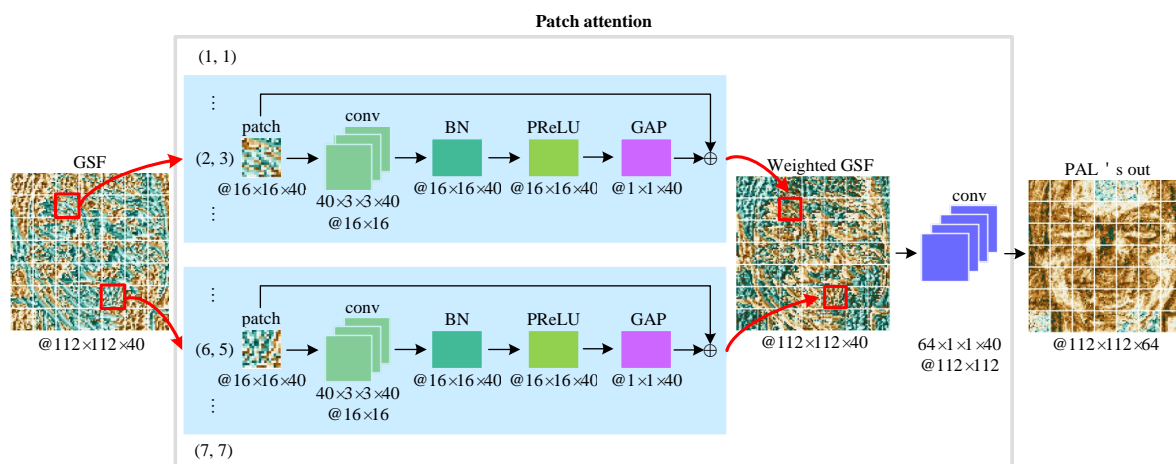 Patch attention
(1, 1)
⋮
patch
conv
BN
PReLU
GAP
(2, 3)
⊕
@16×16×40
40×3×3×40
@16×16
@16×16×40
@16×16×40
@1×1×40
⋮
GSF
@112×112×40
⋮
patch
conv
BN
PReLU
GAP
(6, 5)
⊕
@16×16×40
40×3×3×40
@16×16
@16×16×40
@16×16×40
@1×1×40
⋮
(7, 7)
Weighted GSF
@112×112×40
conv
64×1×1×40
@112×112
PAL ' s out
@112×112×64